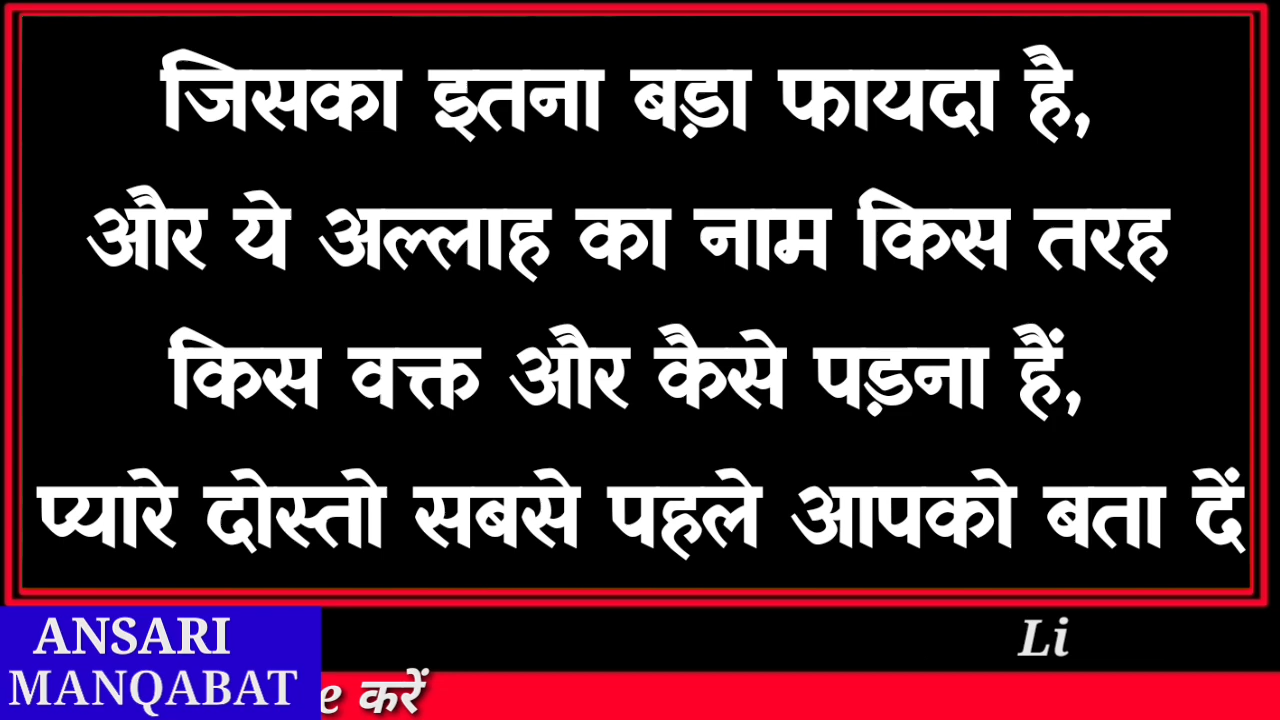 जिसका इतना बड़ा फायदा है,
और ये अल्लाह का नाम किस तरह
किस वक्त और कैसे पड़ना हैं,
प्यारे दोस्तो सबसे पहले आपको बता दें
ANSARI
MANQABAT
Li
e करें